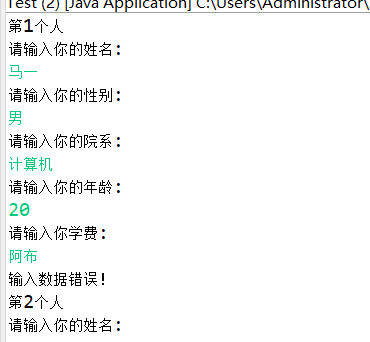 Test (2) [Java Application] C:\Users\Administrator\
第1个人
请输入你的姓名:
马一
请输入你的性别:
男
请输入你的院系:
计算机
请输入你的年龄:
20
请输入你学费:
阿布
输入数据错误!
第2个人
请输入你的姓名: